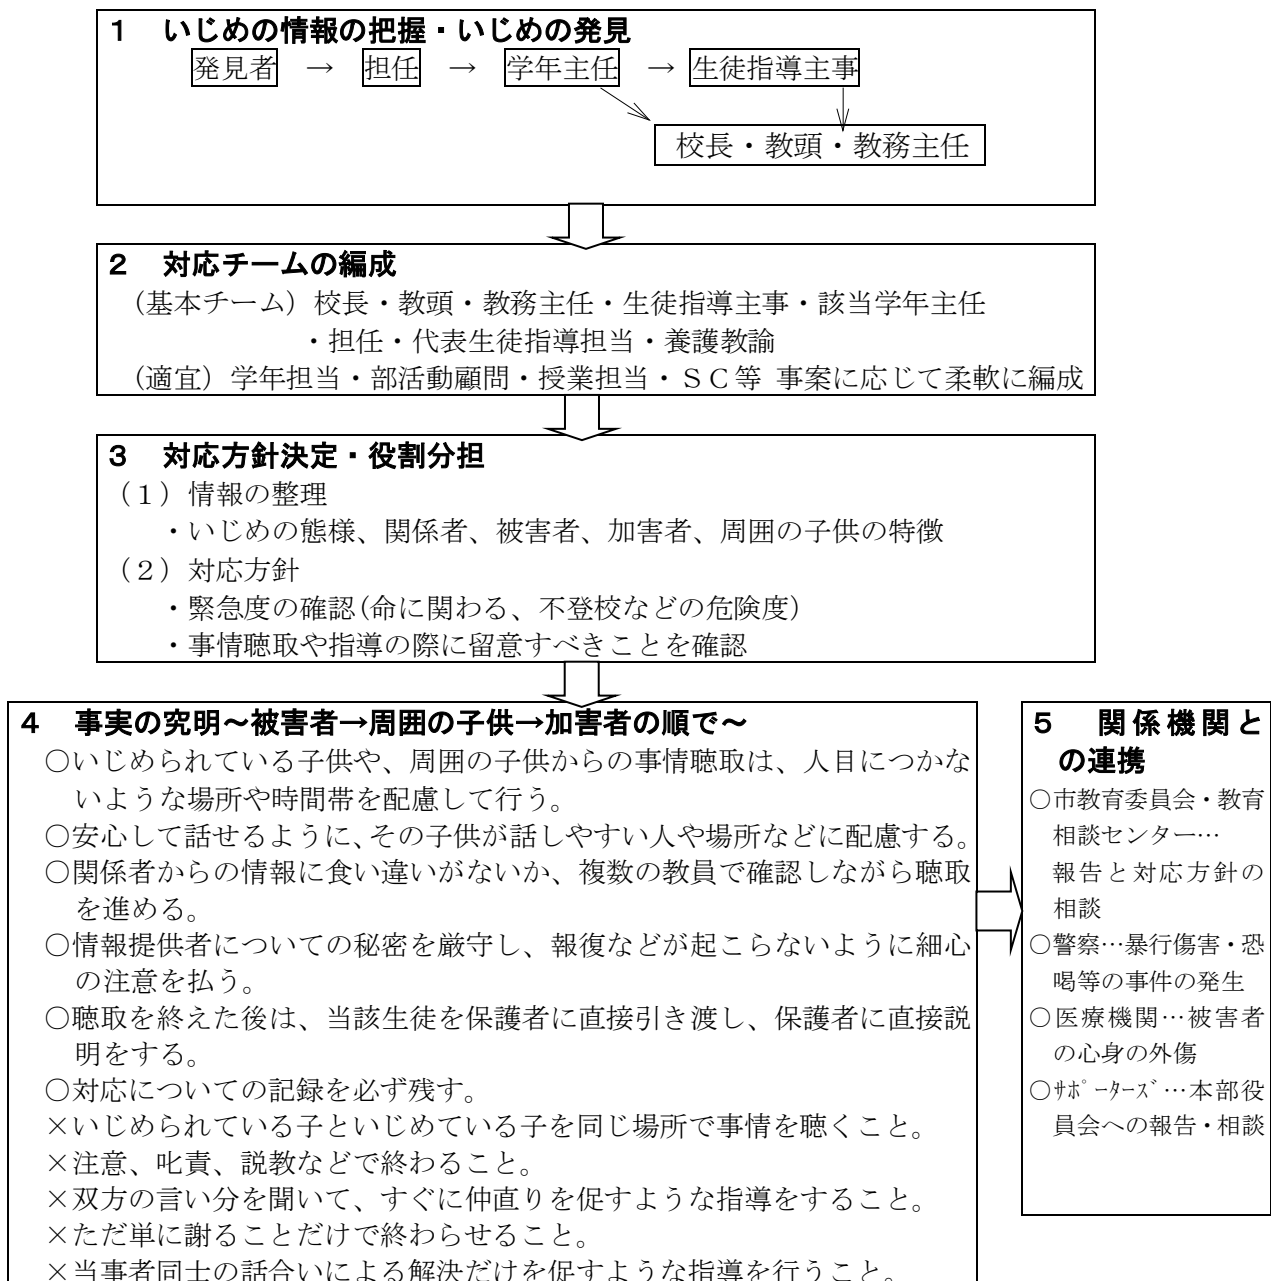 １　いじめの情報の把握・いじめの発見
発見者　→　担任　→　学年主任　→　生徒指導主事
校長・教頭・教務主任
２　対応チームの編成
（基本チーム）校長・教頭・教務主任・生徒指導主事・該当学年主任
・担任・代表生徒指導担当・養護教諭
（適宜）学年担当・部活動顧問・授業担当・ＳＣ等 事案に応じて柔軟に編成
３　対応方針決定・役割分担
（１）情報の整理
・いじめの態様、関係者、被害者、加害者、周囲の子供の特徴
（２）対応方針
・緊急度の確認(命に関わる、不登校などの危険度)
・事情聴取や指導の際に留意すべきことを確認
４　事実の究明～被害者→周囲の子供→加害者の順で～
○いじめられている子供や、周囲の子供からの事情聴取は、人目につかな
いような場所や時間帯を配慮して行う。
○安心して話せるように、その子供が話しやすい人や場所などに配慮する。
○関係者からの情報に食い違いがないか、複数の教員で確認しながら聴取
を進める。
○情報提供者についての秘密を厳守し、報復などが起こらないように細心
の注意を払う。
○聴取を終えた後は、当該生徒を保護者に直接引き渡し、保護者に直接説
明をする。
○対応についての記録を必ず残す。
×いじめられている子といじめている子を同じ場所で事情を聴くこと。
×注意、叱責、説教などで終わること。
×双方の言い分を聞いて、すぐに仲直りを促すような指導をすること。
×ただ単に謝ることだけで終わらせること。
×当事者同士の話合いによる解決だけを促すような指導を行うこと。
５　関係機関と
の連携
○市教育委員会・教育
相談センター…
報告と対応方針の
相談
○警察…暴行傷害・恐
喝等の事件の発生
○医療機関…被害者
の心身の外傷
○ｻﾎﾟｰﾀｰｽﾞ…本部役
員会への報告・相談